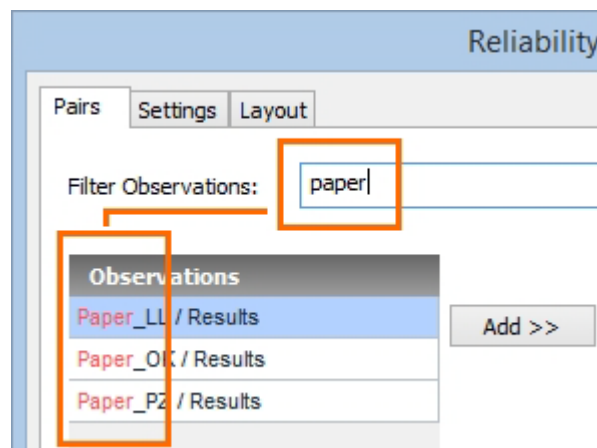 Reliability
Pairs Settings Layout
Filter Observations: paper
Observations
Paper_LL / Results
Add >>
Paper_OK / Results
Paper_PZ / Results